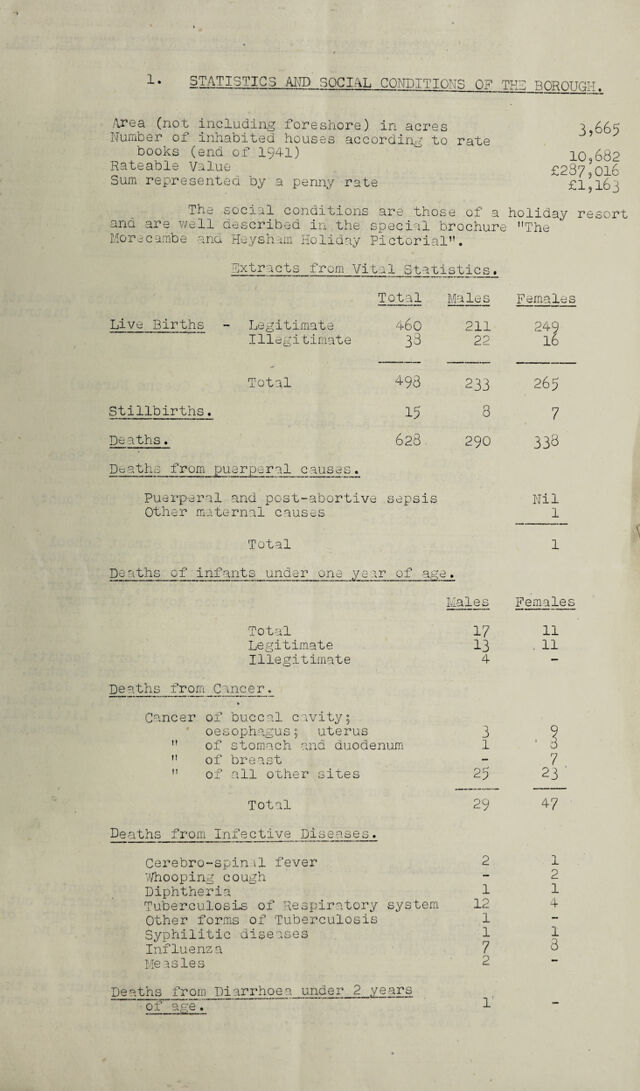 1. STATISTICS AND SOCIAL CONDITIONS OF THE BOROUGH.
Area (not including foreshore) in acres 3,665
Number of inhabited houses according to rate
books (end of 1941) 10,682
Rateable Value £287,016
Sum represented by a penny rate £1,163
The social conditions are those of a holiday resort
and are well described in the special brochure "The
Morecambe and Heysham Holiday Pictorial".
Extracts from Vital Statistics.
Total Males Females
Live Births - Legitimate 460 211 249
Illegitimate 38 22 16
Total 498 233 265
Stillbirths. 15 8 7
Deaths. 628 290 338
Deaths from puerperal causes.
Puerperal and post-abortive sepsis Nil
Other maternal causes 1
Total 1
Deaths of infants under one year of age.
Males Females
Total 17 11
Legitimate 13 11
Illegitimate 4 -
Deaths from Cancer.
Cancer of buccal cavity;
oesophagus; uterus 3 9
" of stomach and duodenum 1 8
" of breast - 7
" of all other sites 25 23
Total 29 47
Deaths from Infective Diseases.
Cerebro-spinal fever 2 1
Whooping cough - 2
Diphtheria 1 1
Tuberculosis of Respiratory system 12 4
Other forms of Tuberculosis 1 -
Syphilitic diseases 1 1
Influenza 7 8
Measles 2 -
Deaths from Diarrhoea under 2 years
of age. 1 -